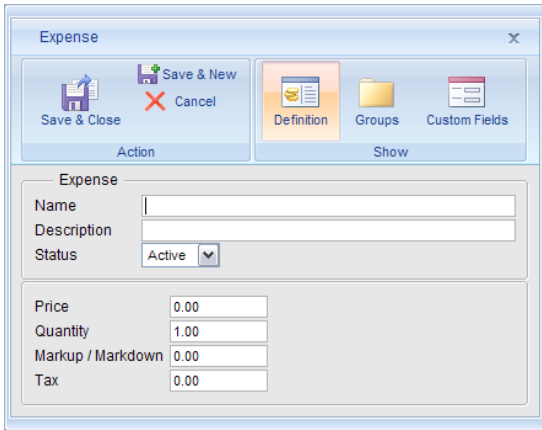 Expense x
Save & New
Cancel
Save & Close
Definition Groups Custom Fields
Action Show
Expense
Name
Description
Status Active
Price 0.00
Quantity 1.00
Markup / Markdown 0.00
Tax 0.00